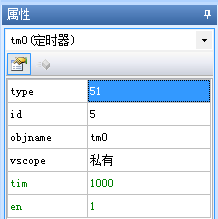 属性
tm0(定时器)
type 51
id 5
objname tm0
vscope 私有
tim 1000
en 1